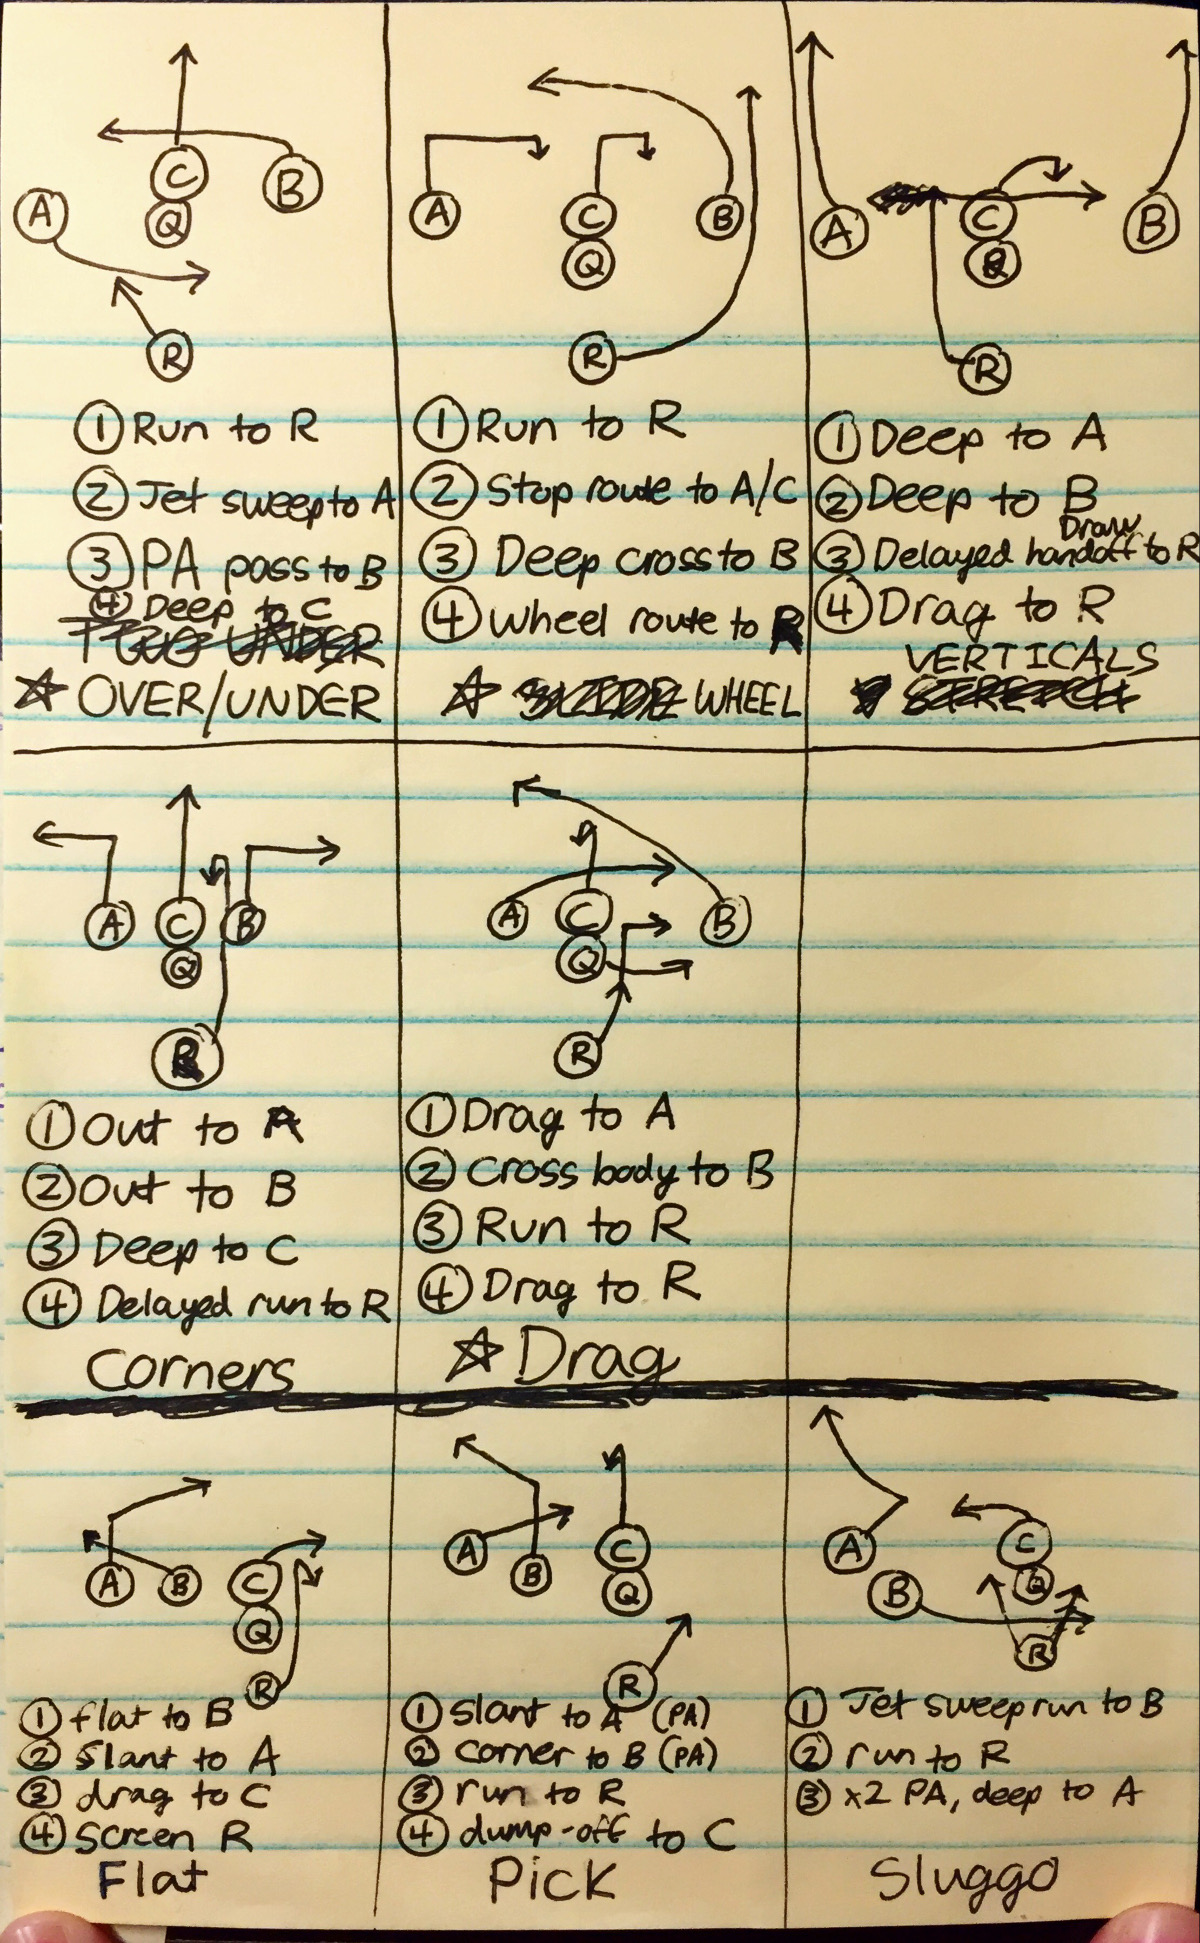 C
B
A
Q
R
① Run to R
② Jet sweep to A
③ PA pass to B
④ Deep to C
☆ OVER/UNDER
A
C
B
Q
R
① Run to R
② Stop route to A/C
③ Deep cross to B
④ Wheel route to R
☆ WHEEL
A
C
B
Q
R
① Deep to A
② Deep to B
Draw
③ Delayed handoff to R
④ Drag to R
VERTICALS
A
C
B
Q
R
① Out to A
② Out to B
③ Deep to C
④ Delayed run to R
Corners
A
C
B
Q
R
① Drag to A
② Cross body to B
③ Run to R
④ Drag to R
☆ Drag
A
B
C
Q
R
① flat to B
② slant to A
③ drag to C
④ screen R
Flat
A
B
C
Q
R
① slant to A (PA)
② corner to B (PA)
③ run to R
④ dump-off to C
Pick
A
C
B
Q
R
① Jet sweep run to B
② run to R
③ x2 PA, deep to A
Sluggo